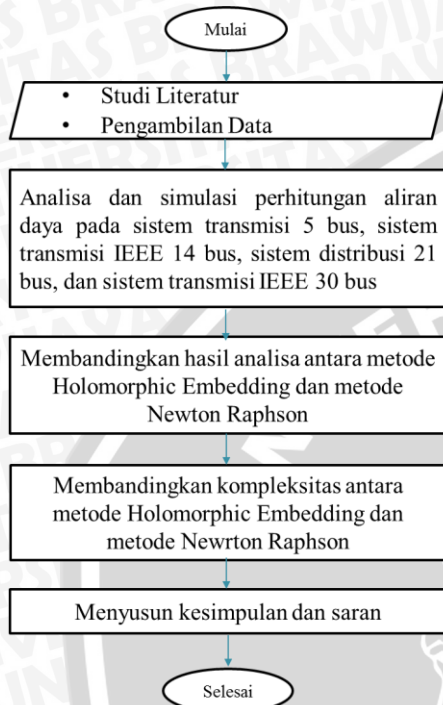 Mulai
• Studi Literatur
• Pengambilan Data
Analisa dan simulasi perhitungan aliran
daya pada sistem transmisi 5 bus, sistem
transmisi IEEE 14 bus, sistem distribusi 21
bus, dan sistem transmisi IEEE 30 bus
Membandingkan hasil analisa antara metode
Holomorphic Embedding dan metode
Newton Raphson
Membandingkan kompleksitas antara
metode Holomorphic Embedding dan
metode Newrton Raphson
Menyusun kesimpulan dan saran
Selesai